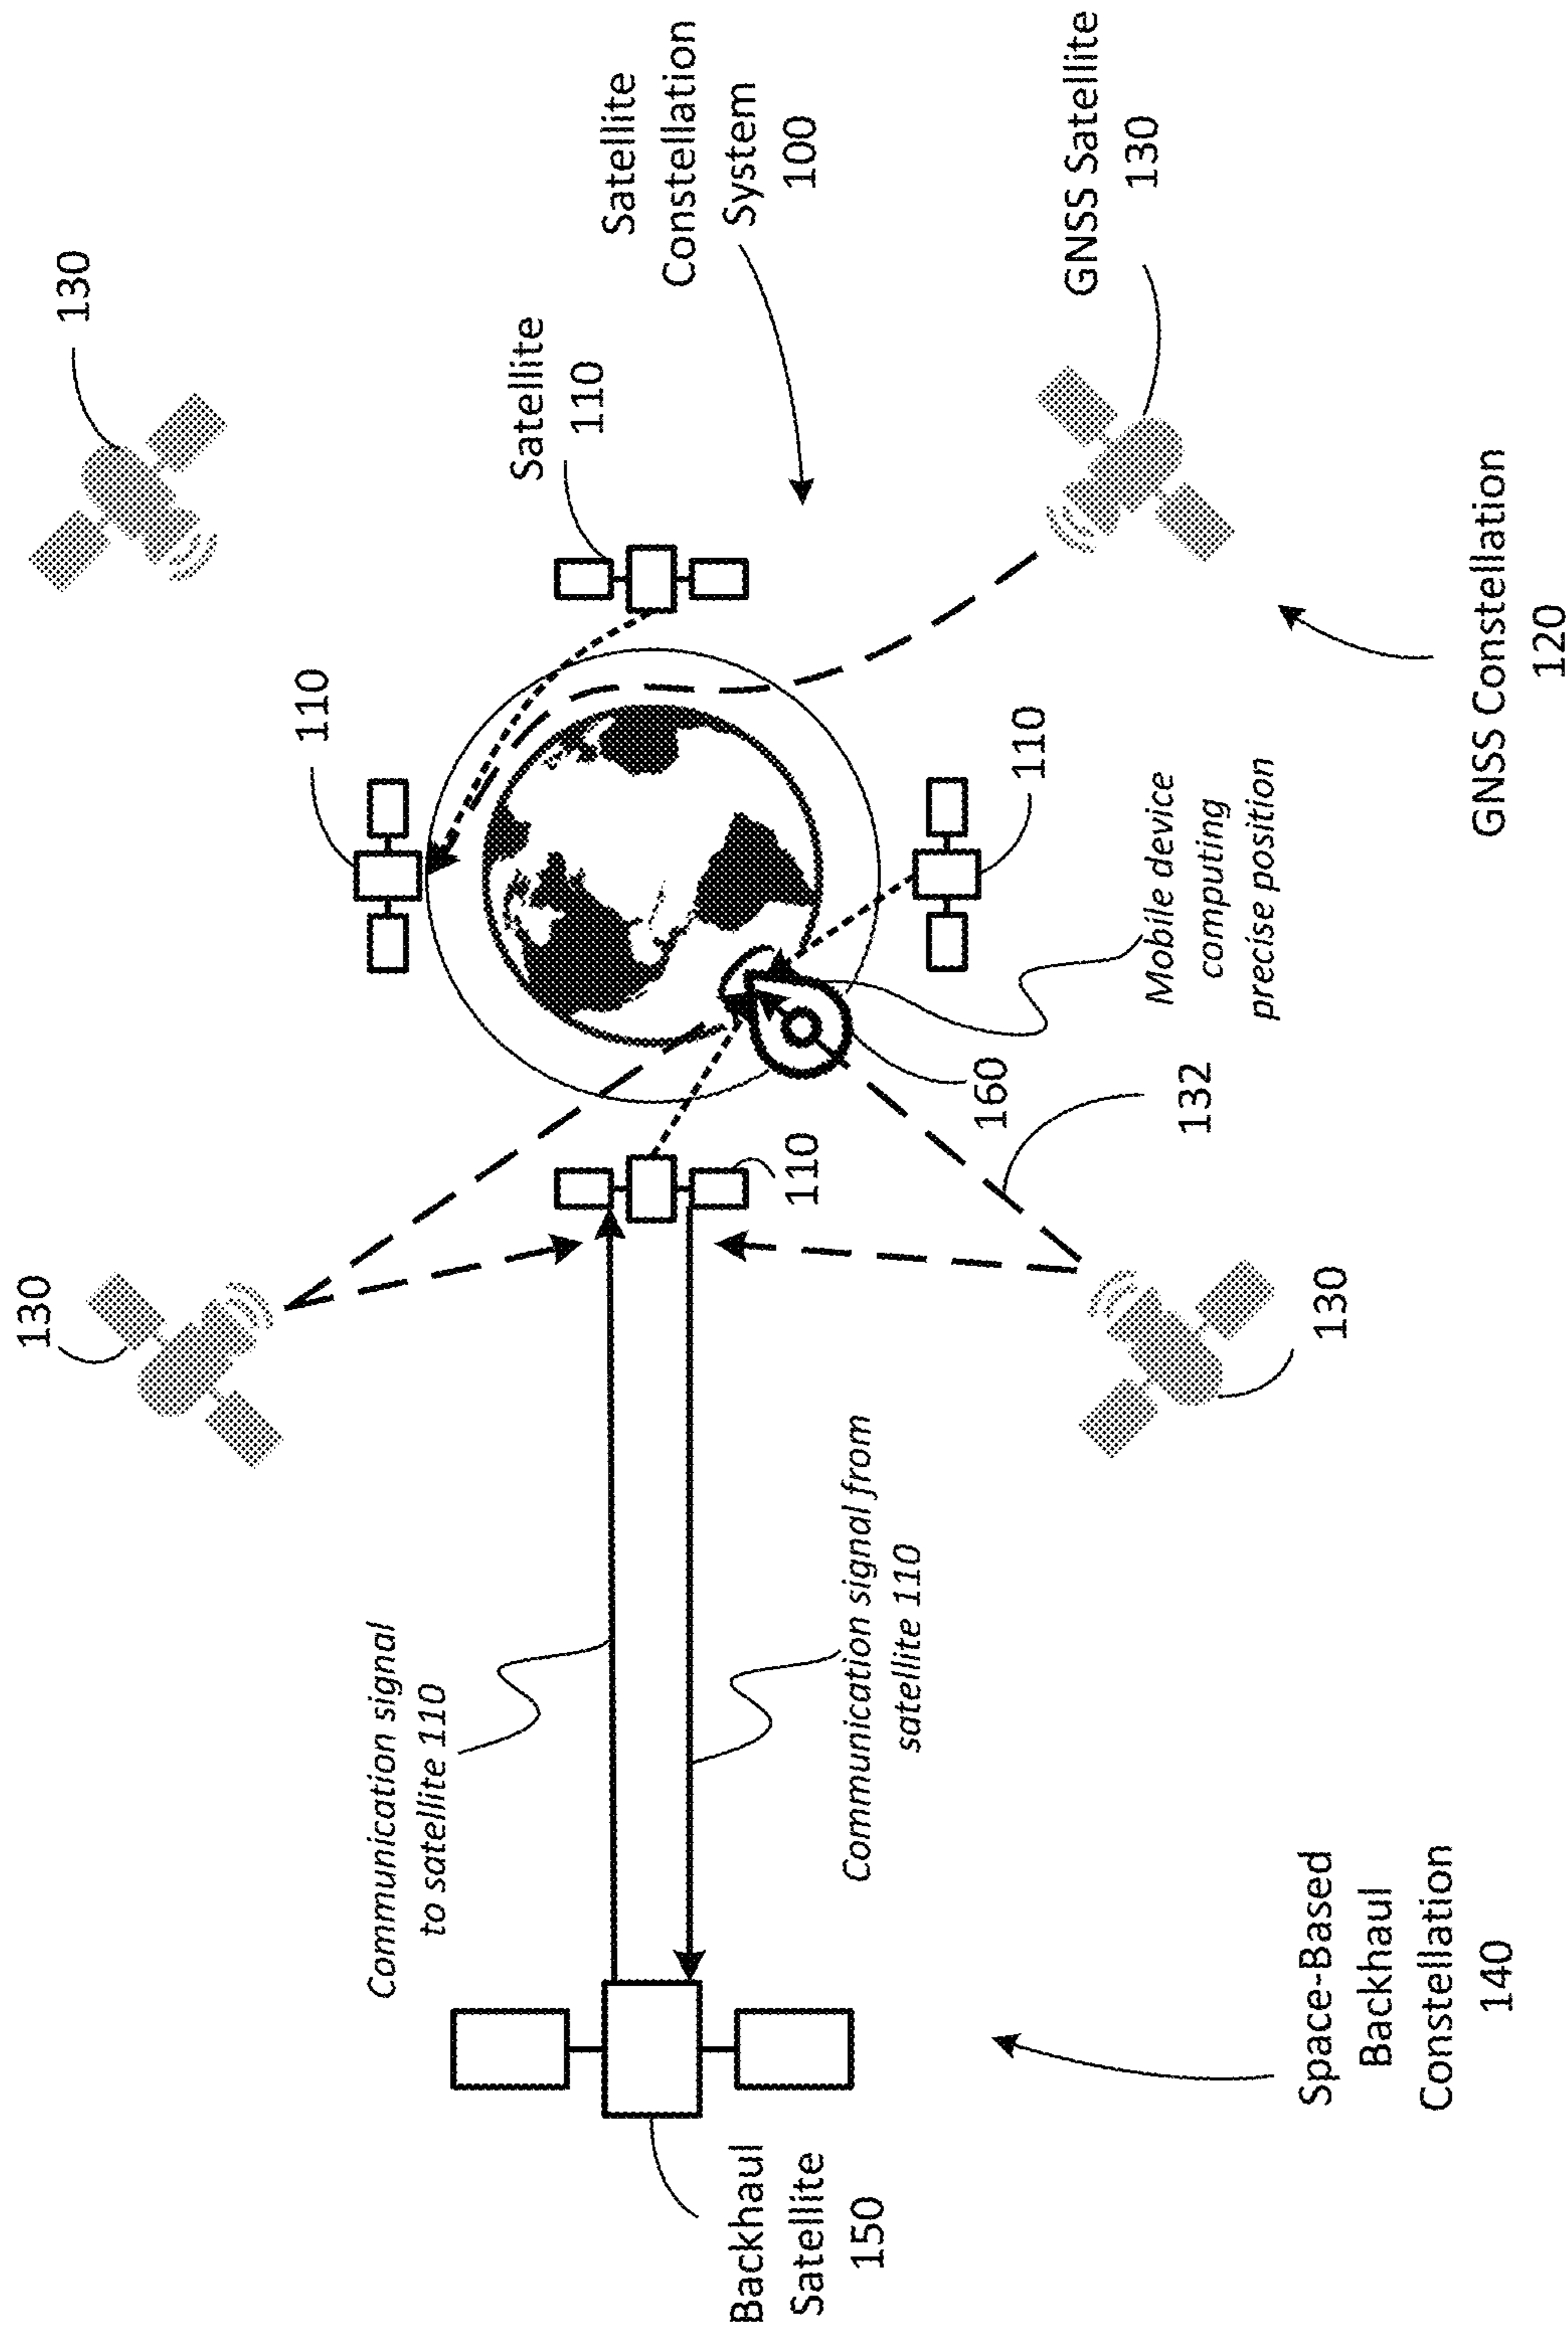 130
130
110
Satellite
110
Satellite
Constellation
System
100
Communication signal
to satellite 110
110
Backhaul
Satellite
150
Communication signal from
satellite 110
160
110
Mobile device
computing
precise position
132
GNSS Satellite
130
130
Space-Based
Backhaul
Constellation
140
GNSS Constellation
120